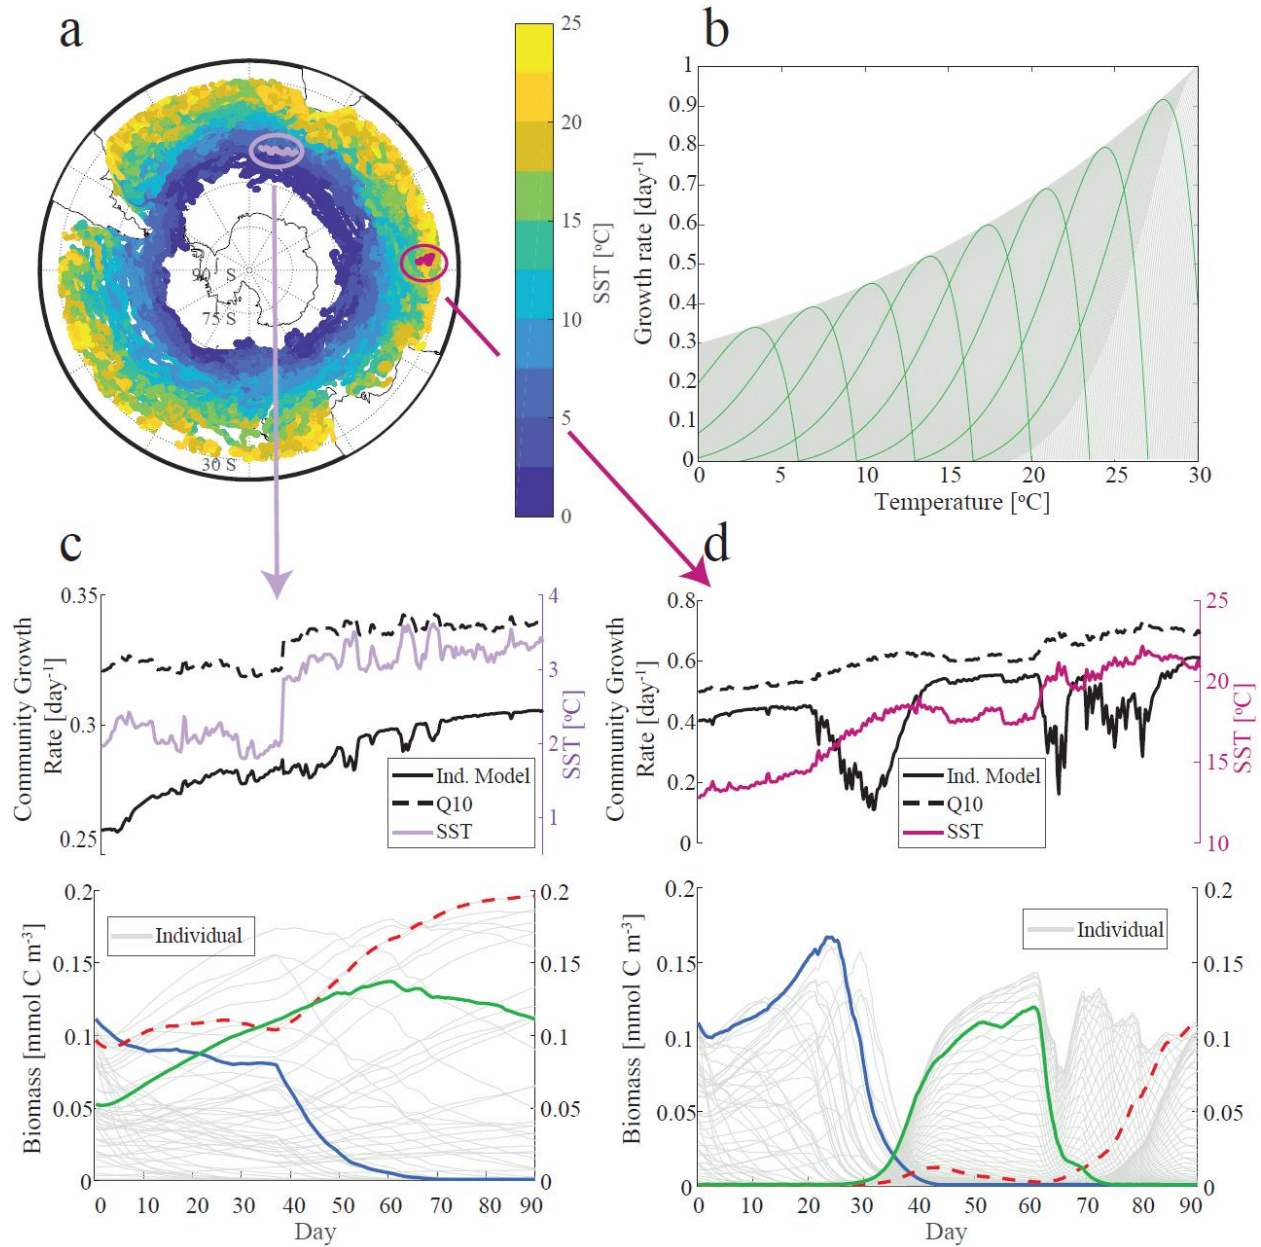 a
90 S
75 S
30 S
25
20
15
10
5
0
SST [ºC]
b
1
0.9
0.8
0.7
0.6
0.5
0.4
0.3
0.2
0.1
0
Growth rate [day⁻¹]
0 5 10 15 20 25 30
Temperature [ºC]
c
0.35
0.3
0.25
Community Growth
Rate [day⁻¹]
4
3
2
1
SST [ºC]
Ind. Model
Q10
SST
d
0.8
0.6
0.4
0.2
0
Community Growth
Rate [day⁻¹]
25
20
15
10
SST [ºC]
Ind. Model
Q10
SST
0.2
0.15
0.1
0.05
0
Biomass [mmol C m⁻³]
Individual
0.2
0.15
0.1
0.05
0
0 10 20 30 40 50 60 70 80 90
Day
0.2
0.15
0.1
0.05
0
Biomass [mmol C m⁻³]
Individual
0.2
0.15
0.1
0.05
0
0 10 20 30 40 50 60 70 80 90
Day